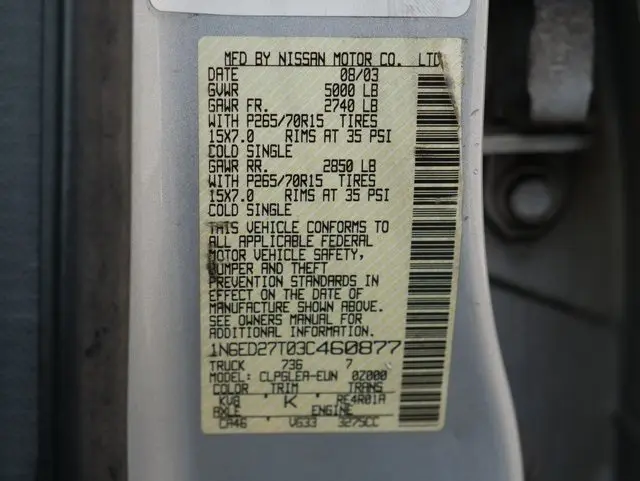 MFD BY NISSAN MOTOR CO. LTD
DATE 08/03
GVWR 5000 LB
GAWR FR. 2740 LB
WITH P265/70R15 TIRES
15X7.0 RIMS AT 35 PSI
COLD SINGLE
GAWR RR. 2850 LB
WITH P265/70R15 TIRES
15X7.0 RIMS AT 35 PSI
COLD SINGLE
THIS VEHICLE CONFORMS TO
ALL APPLICABLE FEDERAL
MOTOR VEHICLE SAFETY,
BUMPER AND THEFT
PREVENTION STANDARDS IN
EFFECT ON THE DATE OF
MANUFACTURE SHOWN ABOVE.
SEE OWNERS MANUAL FOR
ADDITIONAL INFORMATION.
1N6ED27T03C460877
TRUCK 736 7
MODEL: CLPGLEA-EUN 0Z000
COLOR TRIM TRANS
KV8 ' K ' RE4R01A
AXLE ENGINE
CA46 VG33 3275CC